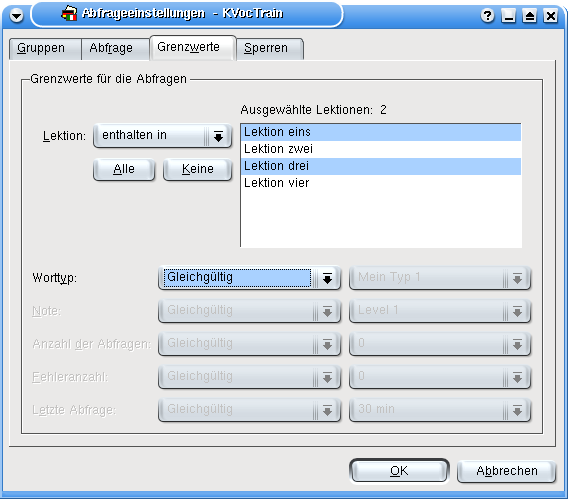 Abfrageeinstellungen - KVocTrain
Gruppen Abfrage Grenzwerte Sperren
Grenzwerte für die Abfragen
Ausgewählte Lektionen: 2
Lektion: enthalten in
Lektion eins
Lektion zwei
Alle Keine
Lektion drei
Lektion vier
Worttyp: Gleichgültig Mein Typ 1
Note: Gleichgültig Level 1
Anzahl der Abfragen: Gleichgültig 0
Fehleranzahl: Gleichgültig 0
Letzte Abfrage: Gleichgültig 30 min
OK Abbrechen